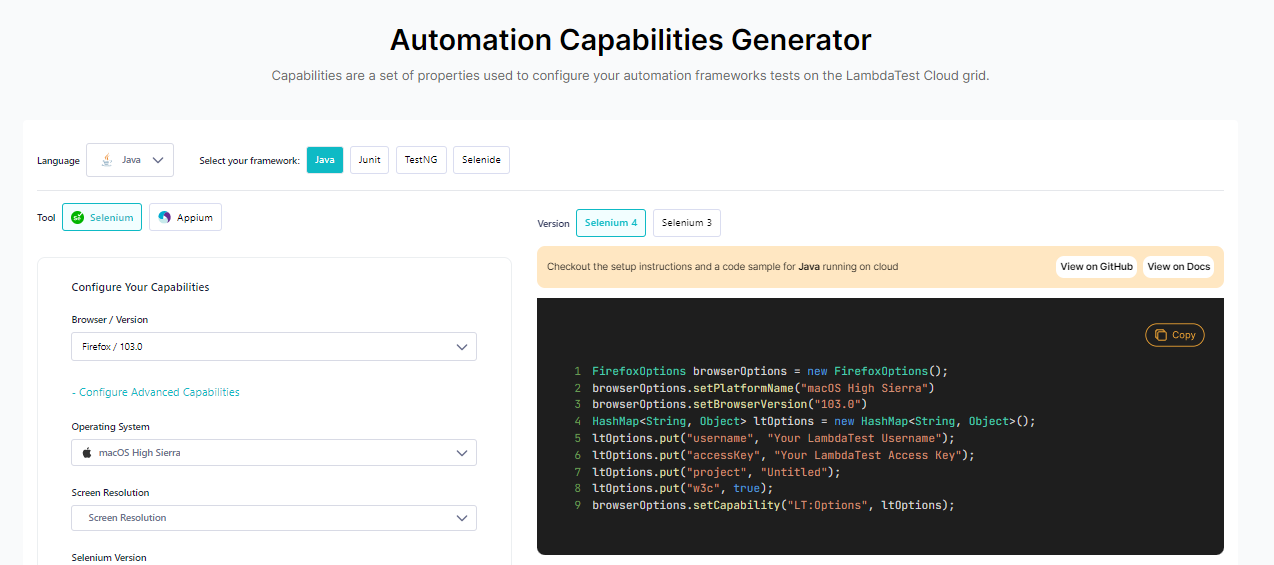 Automation Capabilities Generator
Capabilities are a set of properties used to configure your automation frameworks tests on the LambdaTest Cloud grid.
Language Java Select your framework: Java Junit TestNG Selenide
Tool Selenium Appium
Version Selenium 4 Selenium 3
Checkout the setup instructions and a code sample for Java running on cloud View on GitHub View on Docs
Configure Your Capabilities
Browser / Version
Firefox / 103.0
- Configure Advanced Capabilities
Operating System
macOS High Sierra
Screen Resolution
Screen Resolution
Selenium Version
Copy
1 FirefoxOptions browserOptions = new FirefoxOptions();
2 browserOptions.setPlatformName("macOS High Sierra")
3 browserOptions.setBrowserVersion("103.0")
4 HashMap<String, Object> ltOptions = new HashMap<String, Object>();
5 ltOptions.put("username", "Your LambdaTest Username");
6 ltOptions.put("accessKey", "Your LambdaTest Access Key");
7 ltOptions.put("project", "Untitled");
8 ltOptions.put("w3c", true);
9 browserOptions.setCapability("LT:Options", ltOptions);